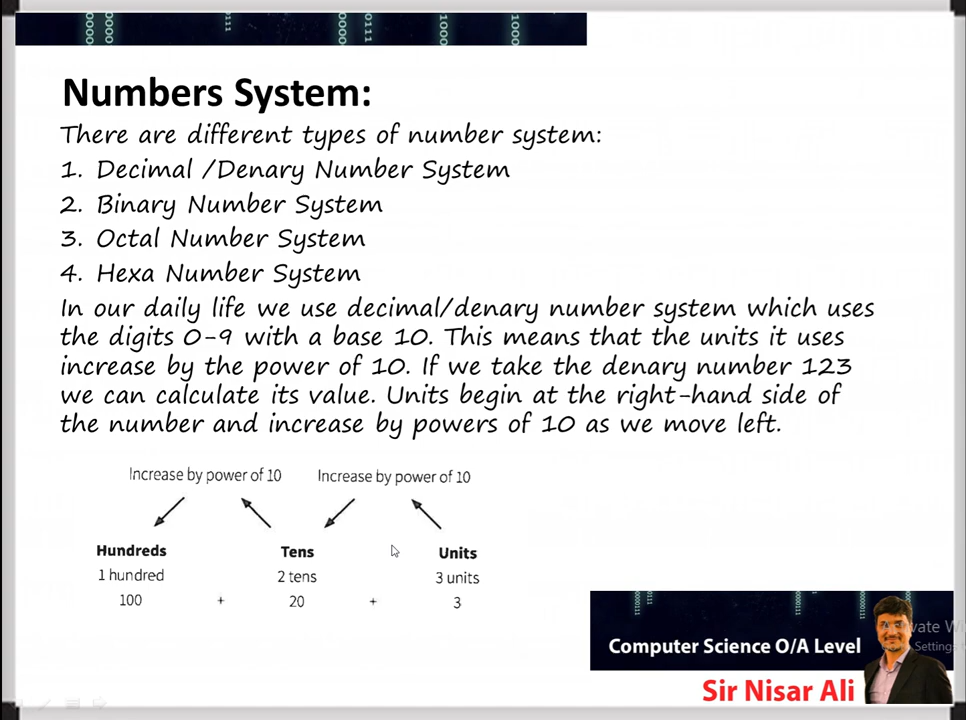 Numbers System:
There are different types of number system:
1. Decimal /Denary Number System
2. Binary Number System
3. Octal Number System
4. Hexa Number System
In our daily life we use decimal/denary number system which uses
the digits 0-9 with a base 10. This means that the units it uses
increase by the power of 10. If we take the denary number 123
we can calculate its value. Units begin at the right-hand side of
the number and increase by powers of 10 as we move left.
Increase by power of 10 Increase by power of 10
Hundreds Tens Units
1 hundred 2 tens 3 units
100 + 20 + 3
Computer Science O/A Level
Sir Nisar Ali